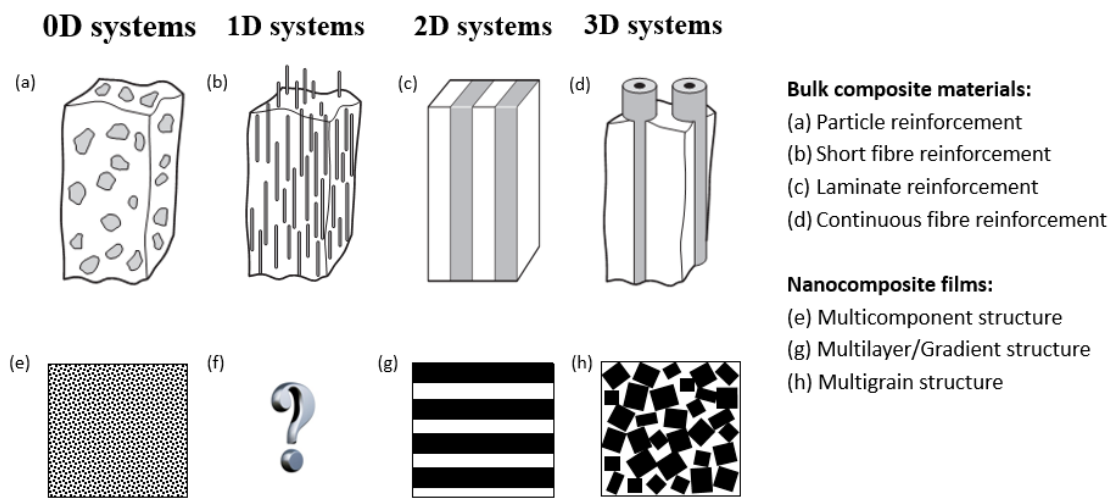 0D systems
1D systems
2D systems
3D systems
(a)
(b)
(c)
(d)
Bulk composite materials:
(a) Particle reinforcement
(b) Short fibre reinforcement
(c) Laminate reinforcement
(d) Continuous fibre reinforcement
Nanocomposite films:
(e) Multicomponent structure
(g) Multilayer/Gradient structure
(h) Multigrain structure
(e)
(f)
?
(g)
(h)